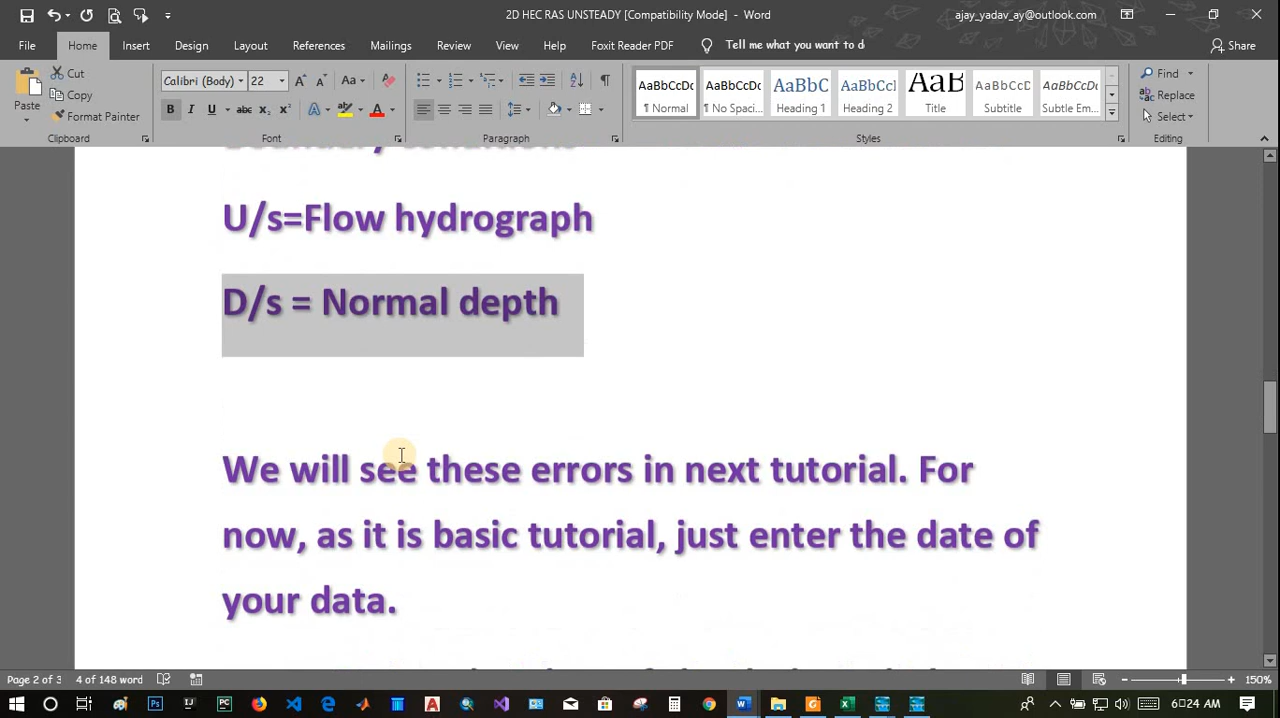 2D HEC RAS UNSTEADY [Compatibility Mode] - Word
ajay_yadav_ay@outlook.com
File Home Insert Design Layout References Mailings Review View Help Foxit Reader PDF Tell me what you want to d Share
Paste
Cut
Copy
Format Painter
Calibri (Body) 22
AaBbCcDc AaBbCcDc AaBbC AaBbCcE AaB AaBbCcD AaBbCcDc
¶ Normal ¶ No Spaci... Heading 1 Heading 2 Title Subtitle Subtle Em...
Find
Replace
Select
Clipboard Font Paragraph Styles Editing
U/s=Flow hydrograph
D/s = Normal depth
We will see these errors in next tutorial. For
now, as it is basic tutorial, just enter the date of
your data.
Page 2 of 3 4 of 148 word 150%
6:24 AM